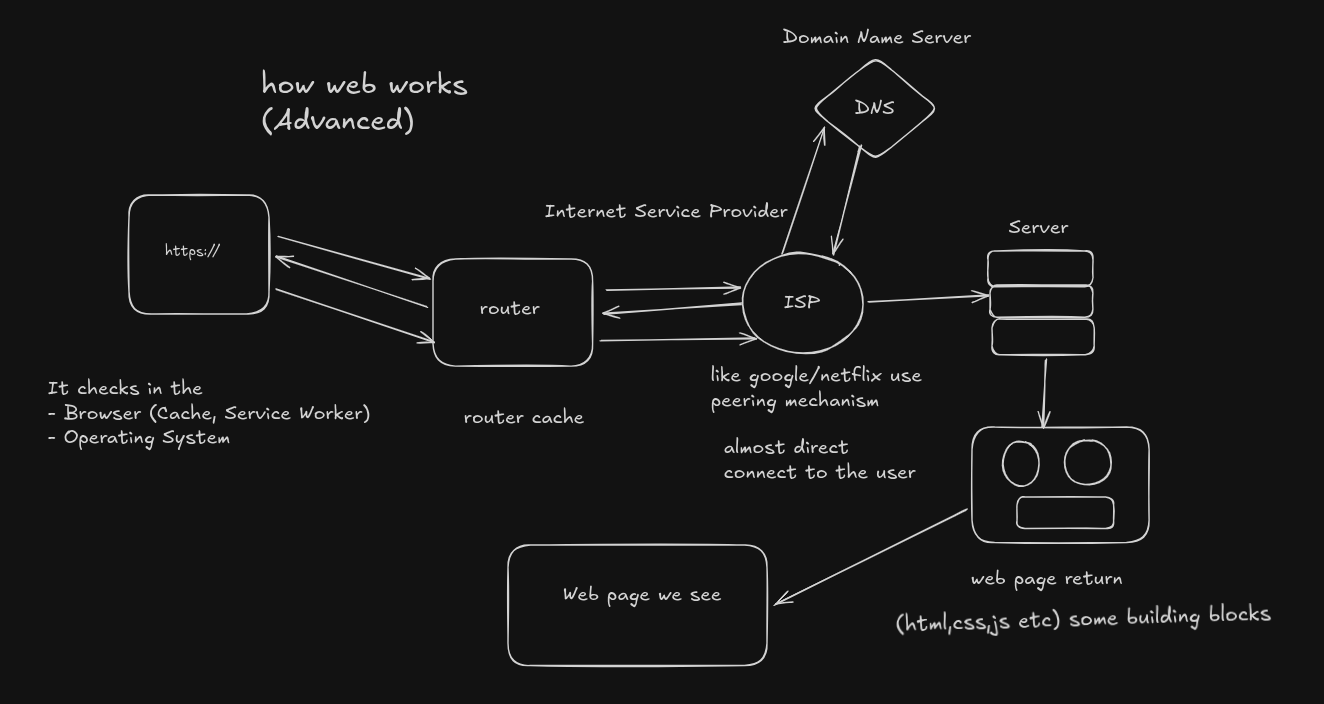 Domain Name Server
how web works
(Advanced)
DNS
Internet Service Provider
Server
https://
router
ISP
It checks in the
- Browser (Cache, Service Worker)
- Operating System
router cache
like google/netflix use
peering mechanism
almost direct
connect to the user
Web page we see
web page return
(html,css,js etc) some building blocks